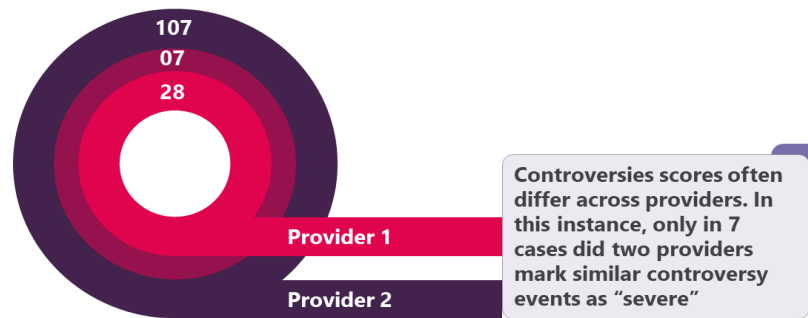 107
07
28
Controversies scores often
differ across providers. In
this instance, only in 7
cases did two providers
mark similar controversy
events as “severe”
Provider 1
Provider 2